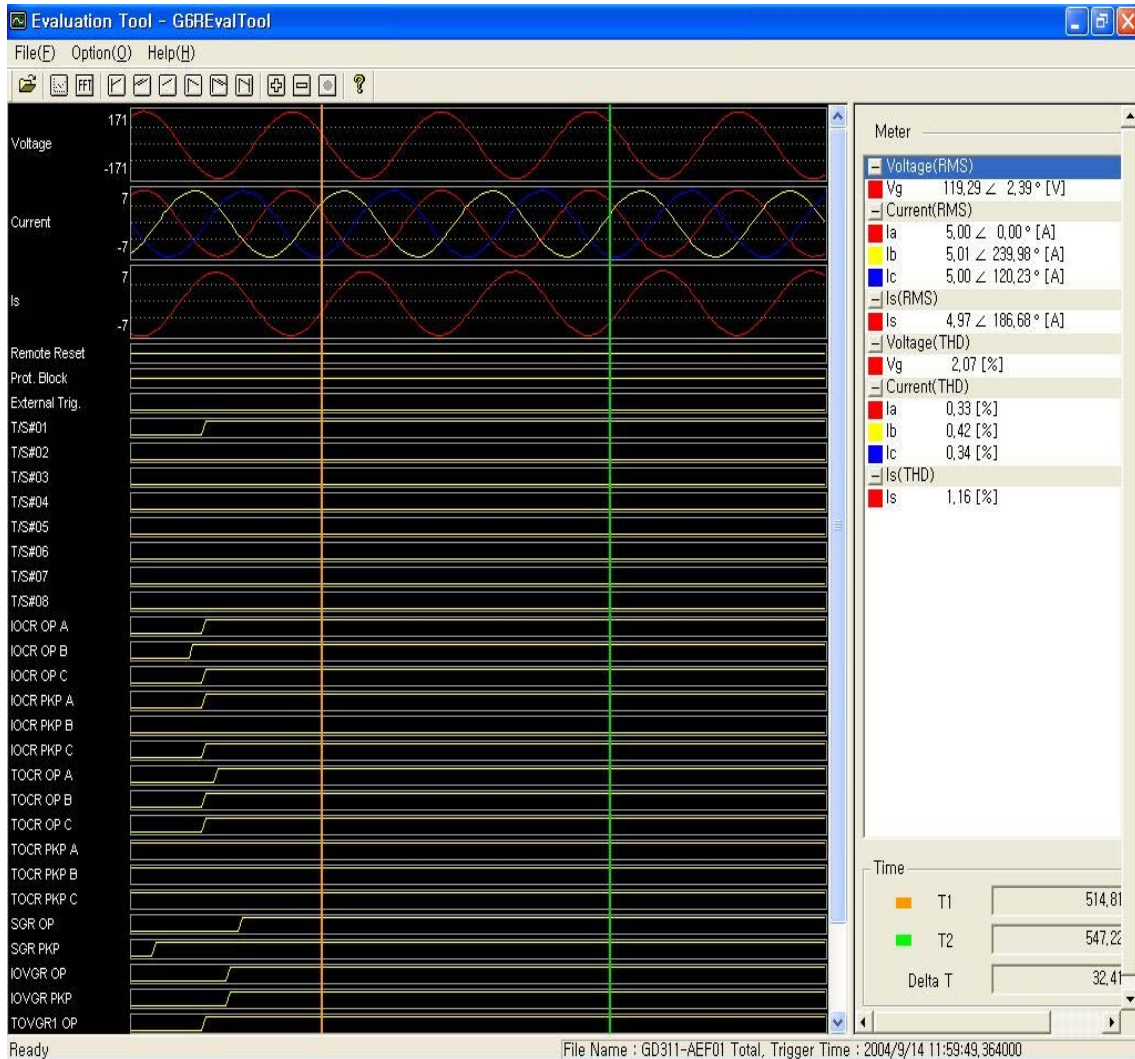 Evaluation Tool - G6REvalTool
File(F) Option(O) Help(H)
FFT
Voltage
171
-171
Current
7
-7
Is
7
-7
Remote Reset
Prot. Block
External Trig.
T/S#01
T/S#02
T/S#03
T/S#04
T/S#05
T/S#06
T/S#07
T/S#08
IOCR OP A
IOCR OP B
IOCR OP C
IOCR PKP A
IOCR PKP B
IOCR PKP C
TOCR OP A
TOCR OP B
TOCR OP C
TOCR PKP A
TOCR PKP B
TOCR PKP C
SGR OP
SGR PKP
IOVGR OP
IOVGR PKP
TOVGR1 OP
Meter
Voltage(RMS)
Vg 119,29 ∠ 2,39 ° [V]
Current(RMS)
Ia 5,00 ∠ 0,00 ° [A]
Ib 5,01 ∠ 239,98 ° [A]
Ic 5,00 ∠ 120,23 ° [A]
Is(RMS)
Is 4,97 ∠ 186,68 ° [A]
Voltage(THD)
Vg 2,07 [%]
Current(THD)
Ia 0,33 [%]
Ib 0,42 [%]
Ic 0,34 [%]
Is(THD)
Is 1,16 [%]
Time
T1 514,81
T2 547,22
Delta T 32,41
Ready
File Name : GD311-AEF01 Total, Trigger Time : 2004/9/14 11:59:49,364000